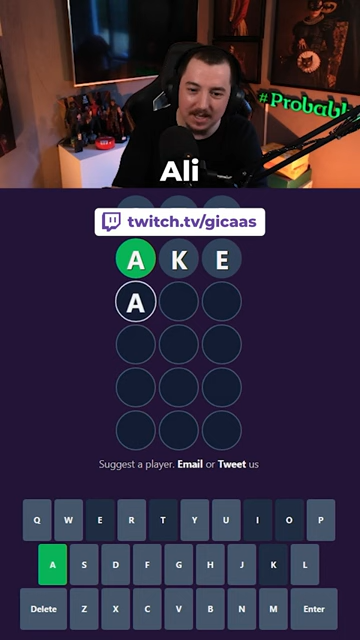 #Probabl
Ali
twitch.tv/gicaas
A K E
A
Suggest a player. Email or Tweet us
Q W E R T Y U I O P
A S D F G H J K L
Delete Z X C V B N M Enter